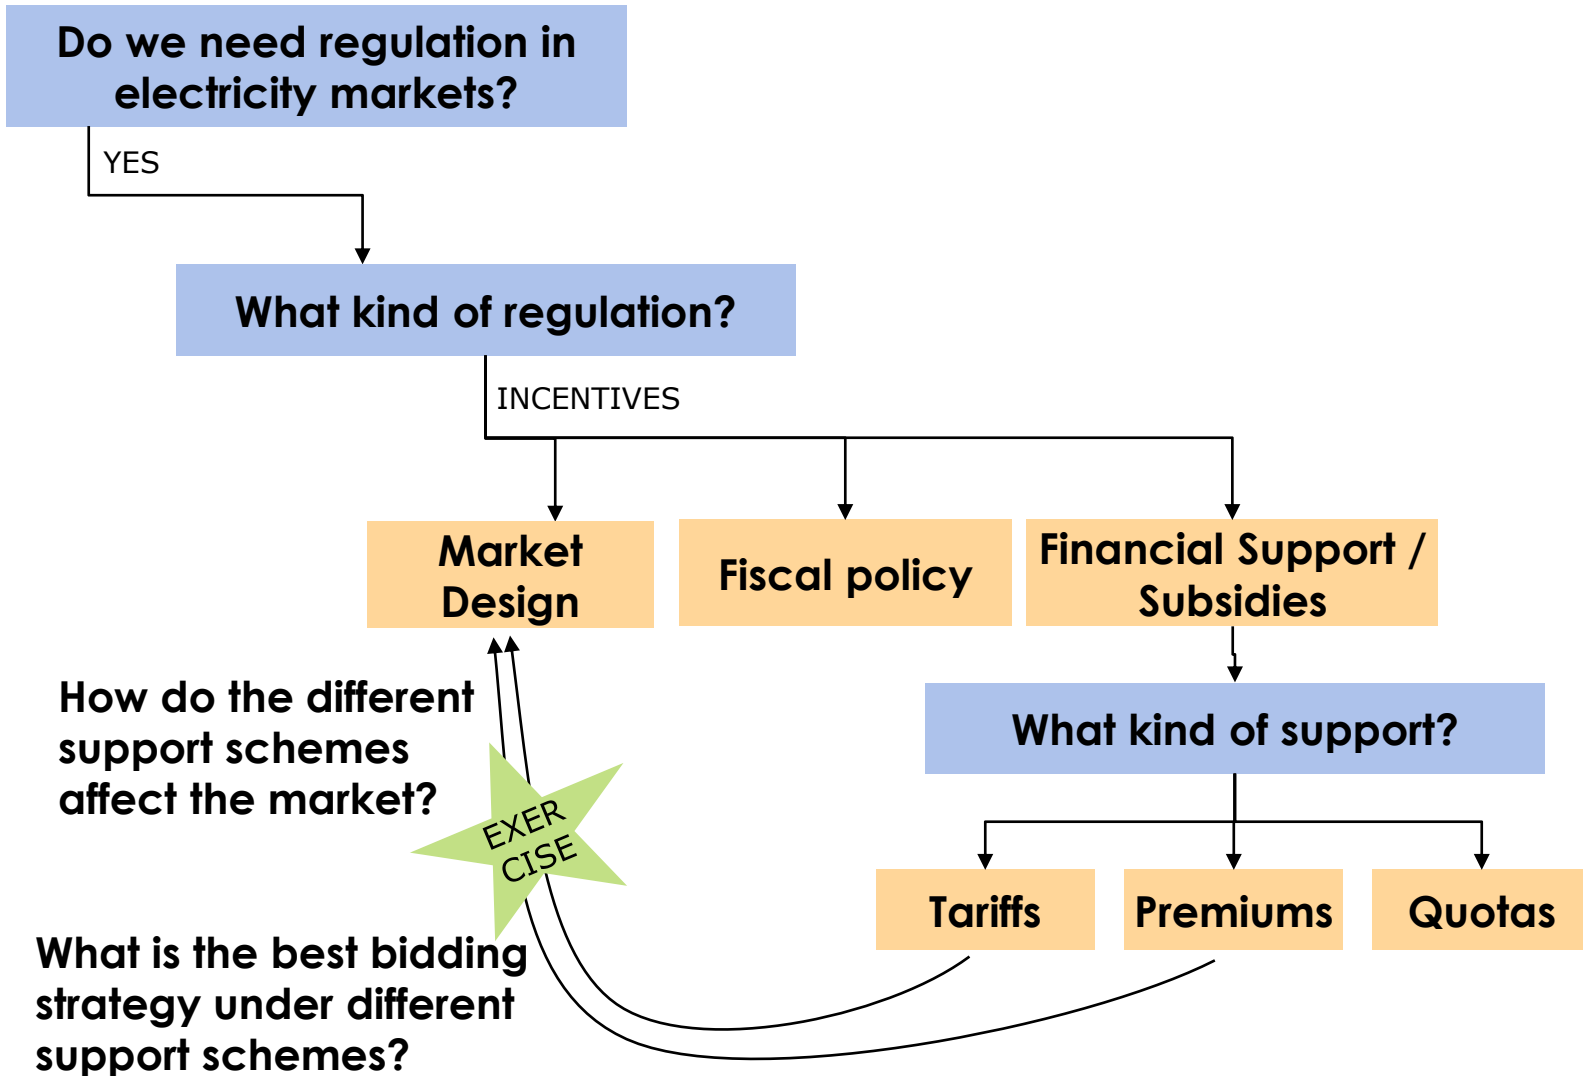 Do we need regulation in
electricity markets?
YES
What kind of regulation?
INCENTIVES
Market
Design
Fiscal policy
Financial Support /
Subsidies
How do the different
support schemes
affect the market?
What kind of support?
EXER
CISE
Tariffs
Premiums
Quotas
What is the best bidding
strategy under different
support schemes?